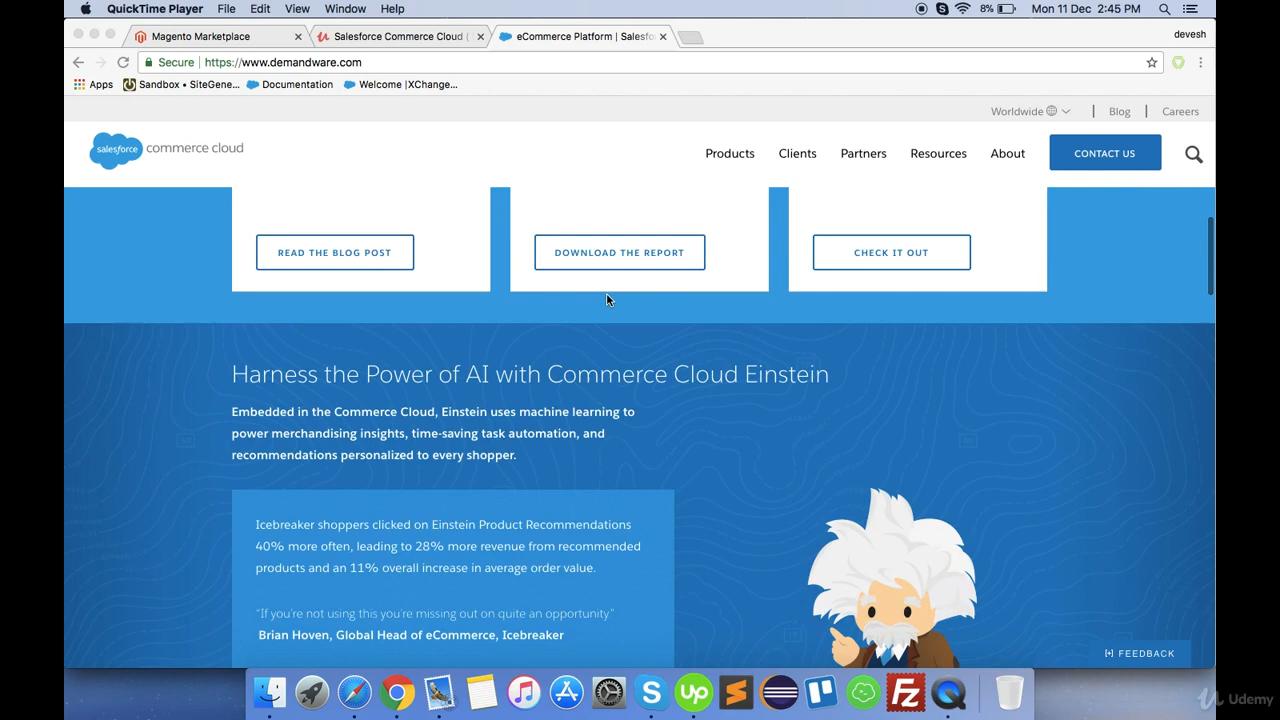 QuickTime Player File Edit View Window Help 8% Mon 11 Dec 2:45 PM
Magento Marketplace Salesforce Commerce Cloud ( eCommerce Platform | Salesfo devesh
Secure https://www.demandware.com
Apps Sandbox • SiteGene... Documentation Welcome |XChange...
Worldwide Blog Careers
salesforce commerce cloud Products Clients Partners Resources About CONTACT US
READ THE BLOG POST DOWNLOAD THE REPORT CHECK IT OUT
Harness the Power of AI with Commerce Cloud Einstein
Embedded in the Commerce Cloud, Einstein uses machine learning to
power merchandising insights, time-saving task automation, and
recommendations personalized to every shopper.
Icebreaker shoppers clicked on Einstein Product Recommendations
40% more often, leading to 28% more revenue from recommended
products and an 11% overall increase in average order value.
“If you’re not using this you’re missing out on quite an opportunity”
Brian Hoven, Global Head of eCommerce, Icebreaker
[+] FEEDBACK
Udemy